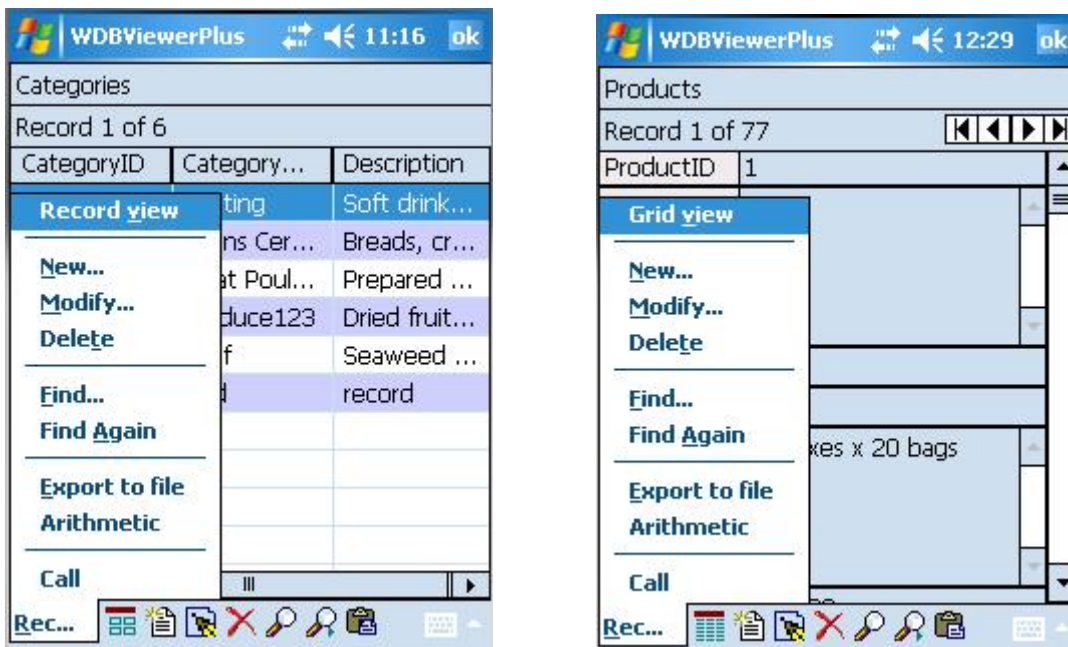 WDBViewerPlus 11:16 ok
Categories
Record 1 of 6
CategoryID Category... Description
Record view
ting Soft drink...
ns Cer... Breads, cr...
New...
at Poul... Prepared ...
Modify...
duce123 Dried fruit...
Delete
f Seaweed ...
Find...
record
Find Again
Export to file
Arithmetic
Call
Rec...
WDBViewerPlus 12:29 ok
Products
Record 1 of 77
ProductID 1
Grid view
New...
Modify...
Delete
Find...
Find Again
xes x 20 bags
Export to file
Arithmetic
Call
Rec...